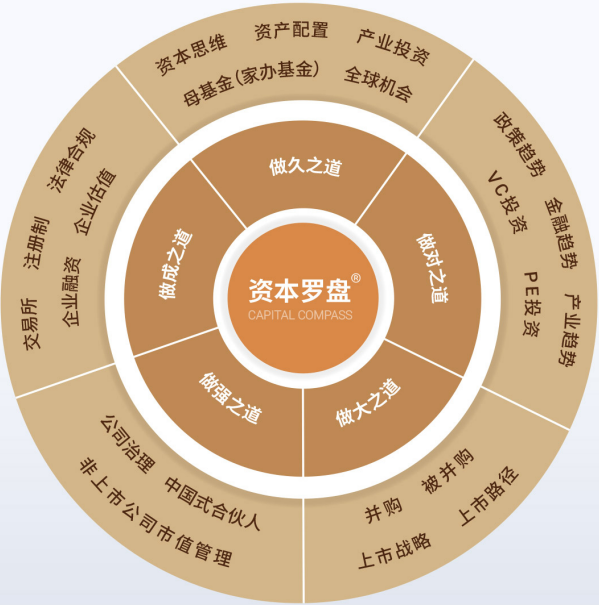 资本罗盘®
CAPITAL COMPASS
做久之道
做对之道
做大之道
做强之道
做成之道
资本思维
资产配置
产业投资
母基金(家办基金)
全球机会
政策趋势
金融趋势
产业趋势
VC投资
PE投资
被并购
并购
上市路径
上市战略
公司治理
中国式合伙人
非上市公司市值管理
法律合规
注册制
交易所
企业估值
企业融资